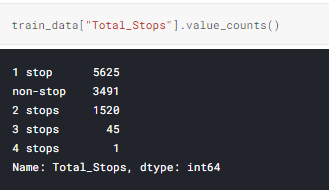 train_data["Total_Stops"].value_counts()
1 stop 5625
non-stop 3491
2 stops 1520
3 stops 45
4 stops 1
Name: Total_Stops, dtype: int64